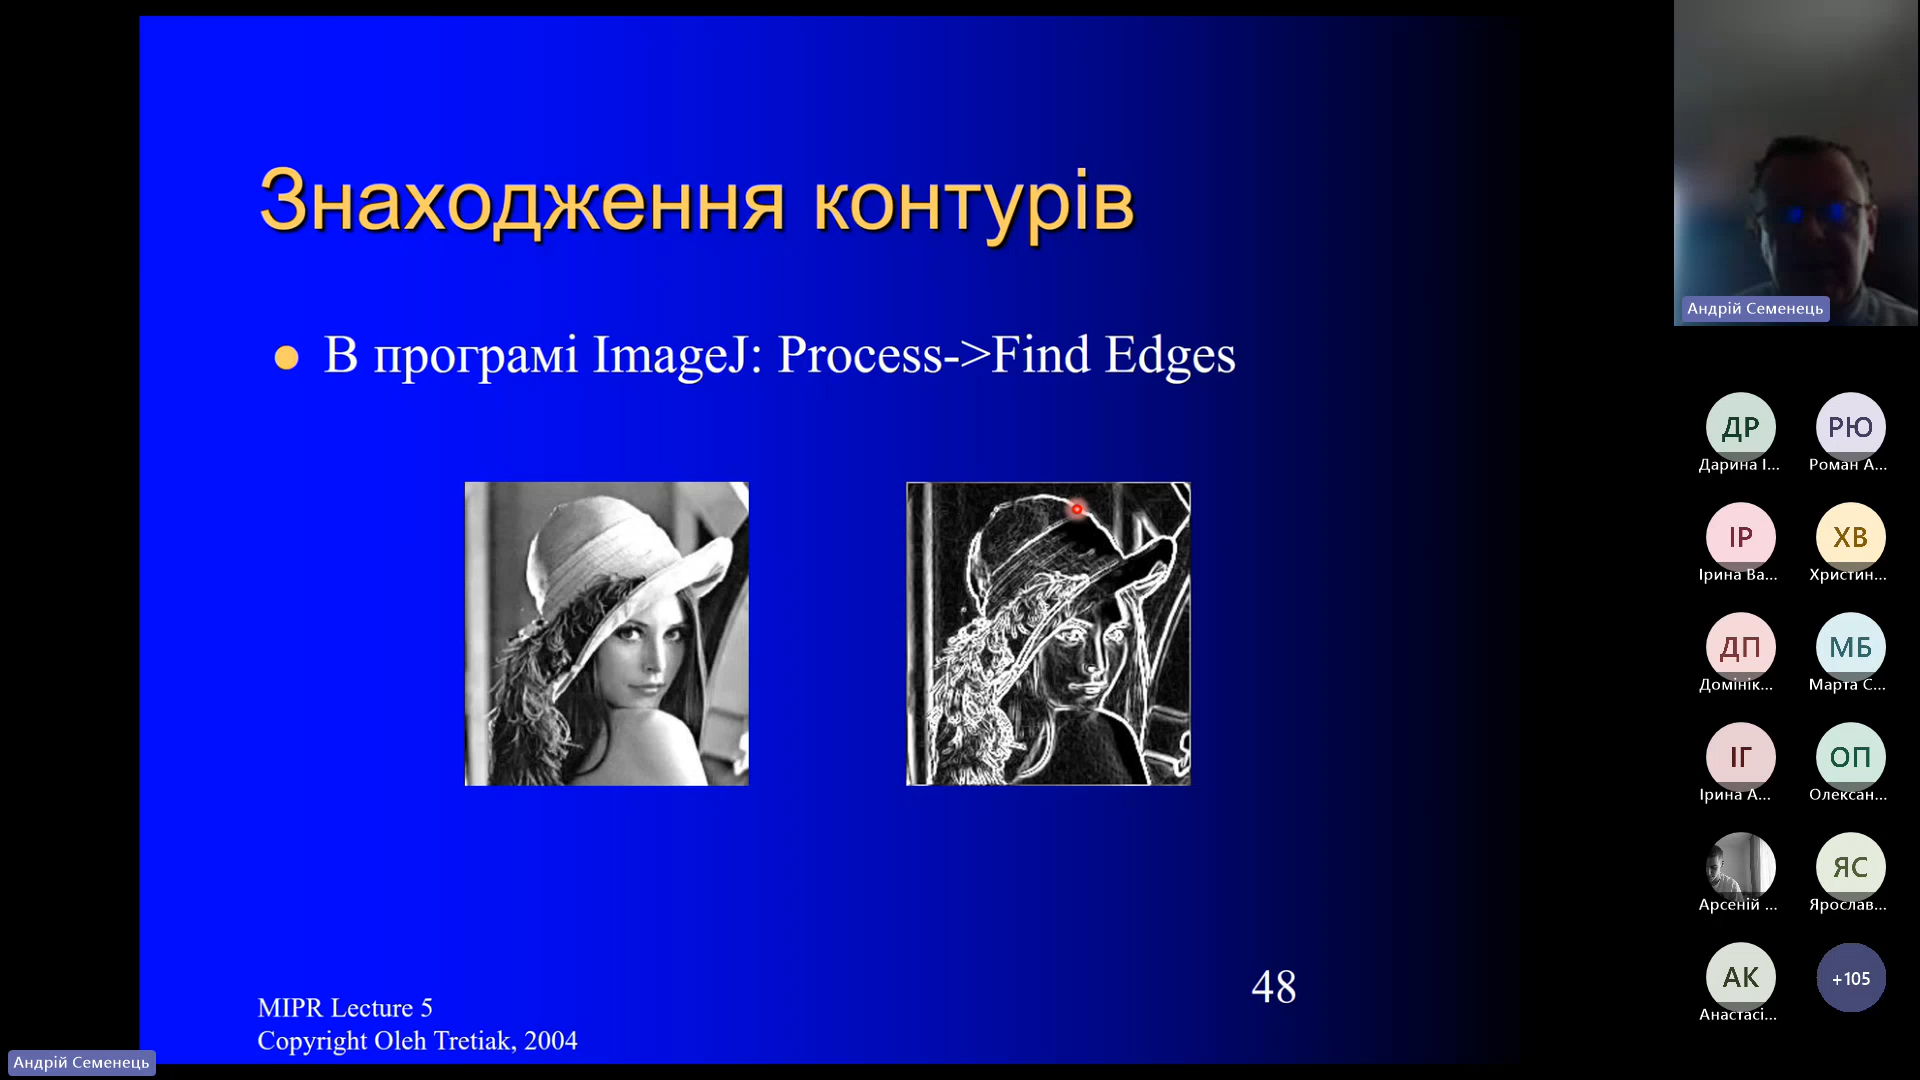 Знаходження контурів
В програмі ImageJ: Process->Find Edges
48
MIPR Lecture 5
Copyright Oleh Tretiak, 2004
Андрій Семенець
Андрій Семенець
ДР
РЮ
Дарина І...
Роман А...
ІР
ХВ
Ірина Ва...
Христин...
ДП
МБ
Домінік...
Марта С...
ІГ
ОП
Ірина А...
Олексан...
ЯС
Арсеній ...
Ярослав...
АК
+105
Анастасі...